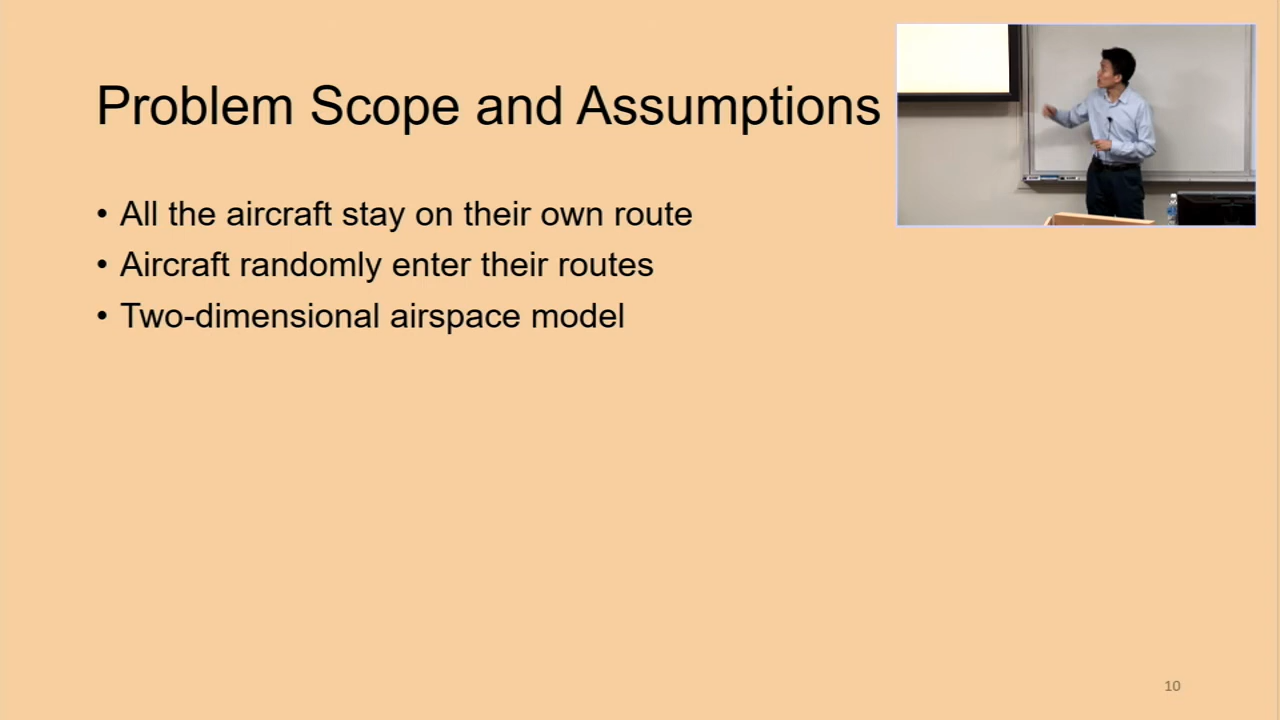 Problem Scope and Assumptions
• All the aircraft stay on their own route
• Aircraft randomly enter their routes
• Two-dimensional airspace model
10